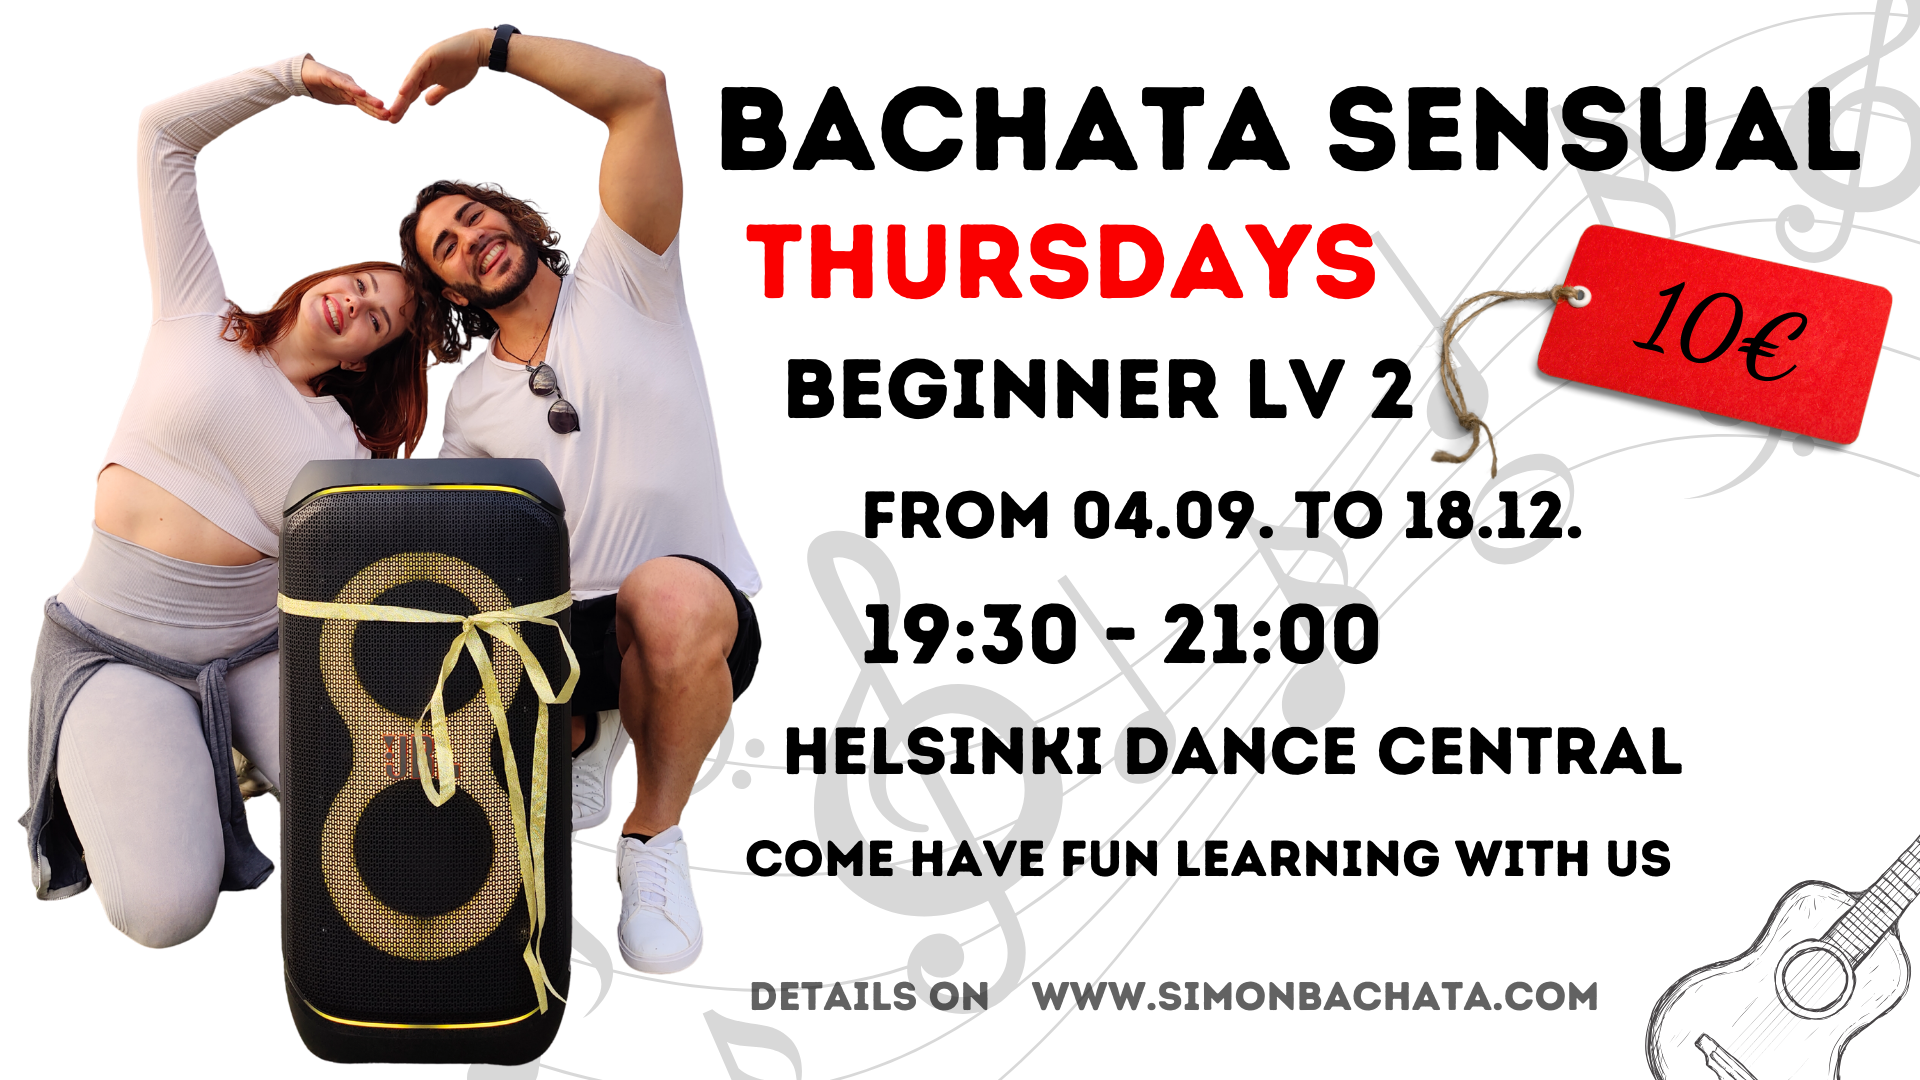 BACHATA SENSUAL
THURSDAYS
10€
BEGINNER LV 2
FROM 04.09. TO 18.12.
19:30 - 21:00
HELSINKI DANCE CENTRAL
COME HAVE FUN LEARNING WITH US
DETAILS ON WWW.SIMONBACHATA.COM
JBL